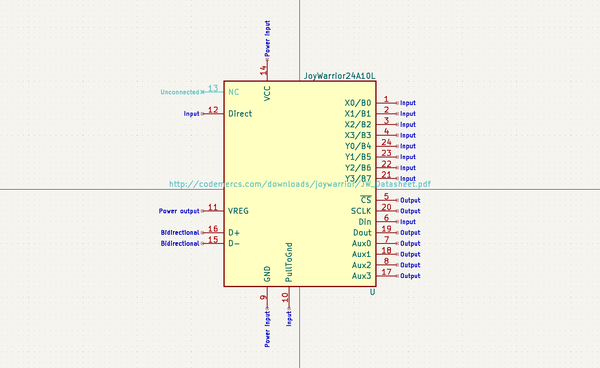 Power Input
14
JoyWarrior24A10L
VCC
Unconnected 13 NC
Input 12 Direct
X0/B0 1 Input
X1/B1 2 Input
X2/B2 3 Input
X3/B3 4 Input
Y0/B4 24 Input
Y1/B5 23 Input
Y2/B6 22 Input
Y3/B7 21 Input
http://codemercs.com/downloads/joywarrior/JW_Datasheet.pdf
CS 5 Output
Power output 11 VREG
SCLK 20 Output
Din 6 Input
Bidirectional 16 D+
Dout 19 Output
Bidirectional 15 D-
Aux0 7 Output
Aux1 18 Output
Aux2 8 Output
Aux3 17 Output
GND
PullToGnd
9
10
U
Power Input
Input